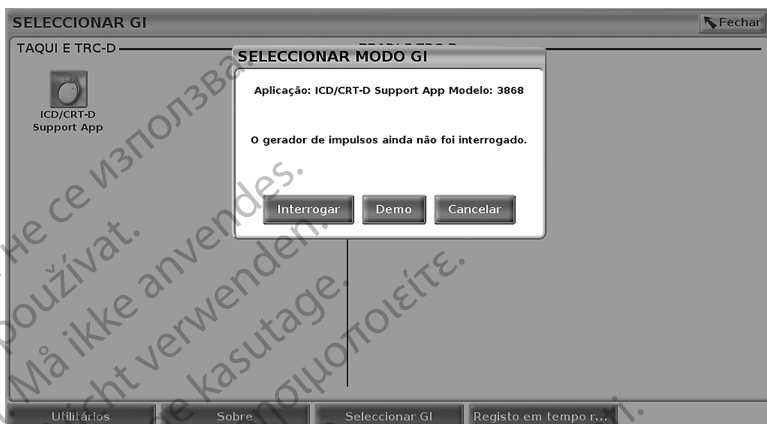 SELECCIONAR GI
Fechar
TAQUI E TRC-D
SELECCIONAR MODO GI
Aplicação: ICD/CRT-D Support App Modelo: 3868
ICD/CRT-D
Support App
O gerador de impulsos ainda não foi interrogado.
Interrogar
Demo
Cancelar
не се използва.
používat.
Må ikke anvendes.
nicht verwenden.
kasutage.
Utilitários
Sobre
Seleccionar GI
Registo em tempo r...